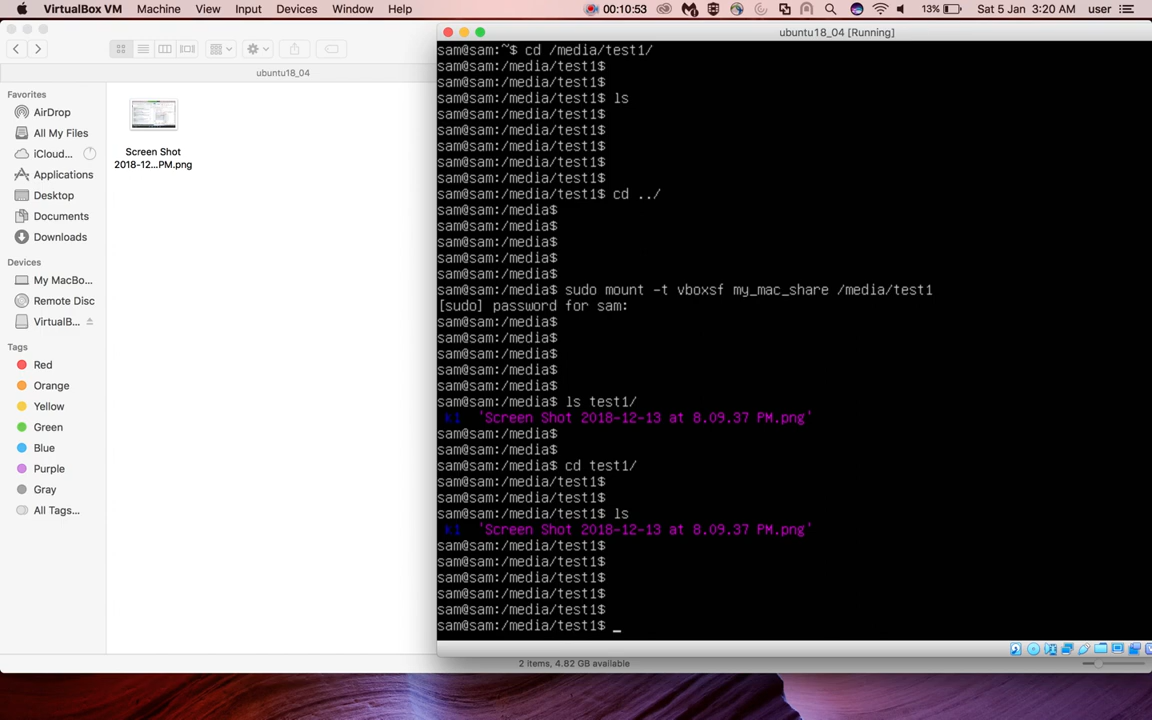 VirtualBox VM Machine View Input Devices Window Help 00:10:53 13% Sat 5 Jan 3:20 AM user
ubuntu18_04
Favorites
AirDrop
All My Files
iCloud...
Applications
Desktop
Documents
Downloads
Devices
My MacBo...
Remote Disc
VirtualB...
Tags
Red
Orange
Yellow
Green
Blue
Purple
Gray
All Tags...
Screen Shot
2018-12...PM.png
2 items, 4.82 GB available
ubuntu18_04 [Running]
sam@sam:~$ cd /media/test1/
sam@sam:/media/test1$
sam@sam:/media/test1$
sam@sam:/media/test1$ ls
sam@sam:/media/test1$
sam@sam:/media/test1$
sam@sam:/media/test1$
sam@sam:/media/test1$
sam@sam:/media/test1$
sam@sam:/media/test1$ cd ../
sam@sam:/media$
sam@sam:/media$
sam@sam:/media$
sam@sam:/media$
sam@sam:/media$
sam@sam:/media$ sudo mount -t vboxsf my_mac_share /media/test1
[sudo] password for sam:
sam@sam:/media$
sam@sam:/media$
sam@sam:/media$
sam@sam:/media$
sam@sam:/media$
sam@sam:/media$ ls test1/
'Screen Shot 2018-12-13 at 8.09.37 PM.png'
sam@sam:/media$
sam@sam:/media$
sam@sam:/media$ cd test1/
sam@sam:/media/test1$
sam@sam:/media/test1$
sam@sam:/media/test1$ ls
'Screen Shot 2018-12-13 at 8.09.37 PM.png'
sam@sam:/media/test1$
sam@sam:/media/test1$
sam@sam:/media/test1$
sam@sam:/media/test1$
sam@sam:/media/test1$
sam@sam:/media/test1$ _